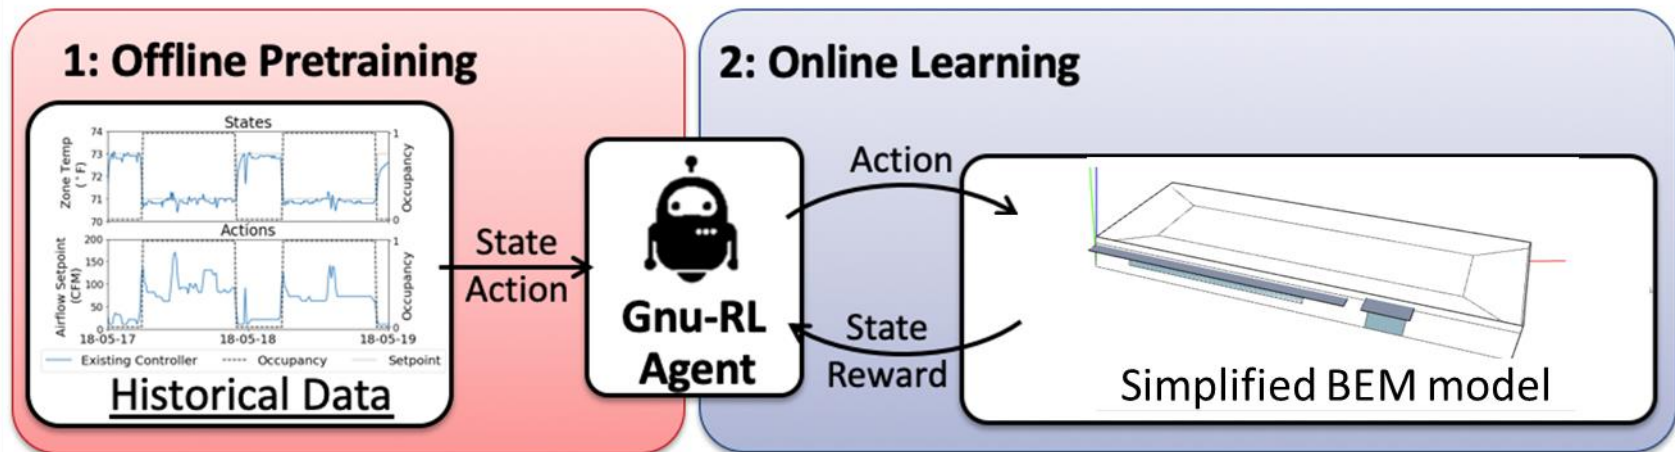 1: Offline Pretraining
States
74
73
72
71
70
Zone Temp
(°F)
1
0
Occupancy
Actions
200
150
100
50
0
Airflow Setpoint
(CFM)
1
0
Occupancy
18-05-17 18-05-18 18-05-19
Existing Controller Occupancy Setpoint
Historical Data
State
Action
Gnu-RL
Agent
2: Online Learning
Action
State
Reward
Simplified BEM model